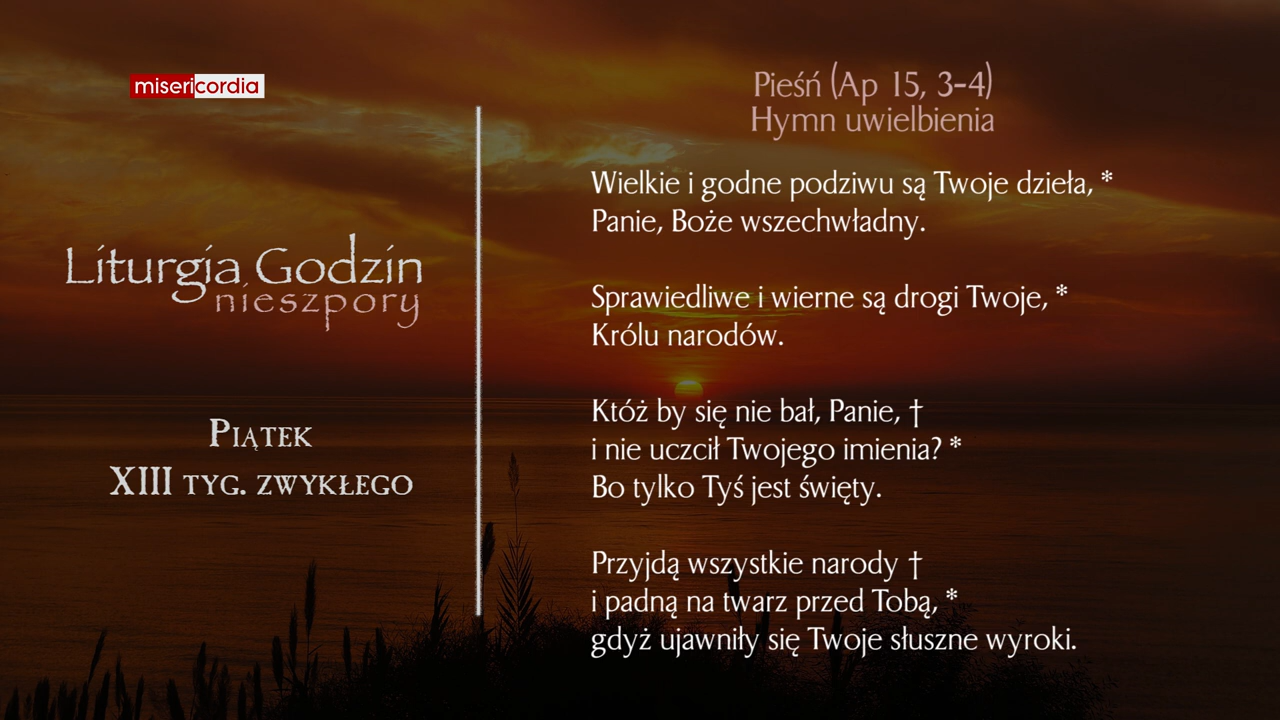 misericordia
Liturgia Godzin
nieszpory
Piątek
XIII tyg. zwykłego
Pieśń (Ap 15, 3-4)
Hymn uwielbienia
Wielkie i godne podziwu są Twoje dzieła, *
Panie, Boże wszechwładny.
Sprawiedliwe i wierne są drogi Twoje, *
Królu narodów.
Któż by się nie bał, Panie, †
i nie uczcił Twojego imienia? *
Bo tylko Tyś jest święty.
Przyjdą wszystkie narody †
i padną na twarz przed Tobą, *
gdyż ujawniły się Twoje słuszne wyroki.